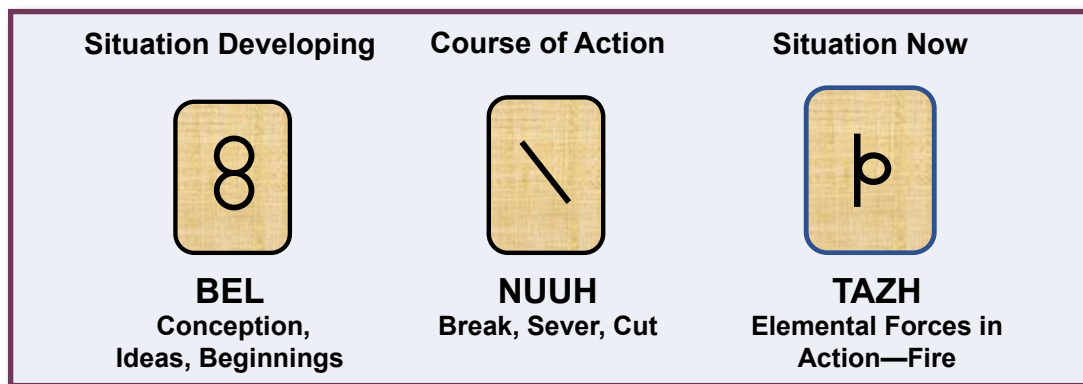 Situation Developing
Course of Action
Situation Now
BEL
Conception,
Ideas, Beginnings
NUUH
Break, Sever, Cut
TAZH
Elemental Forces in
Action—Fire